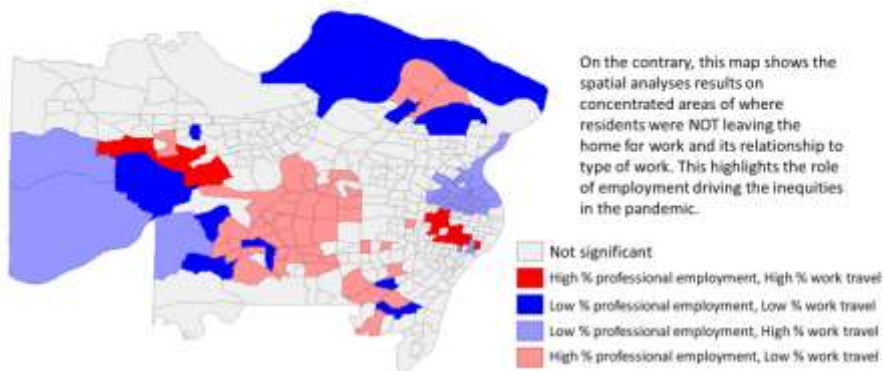 On the contrary, this map shows the
spatial analyses results on
concentrated areas of where
residents were NOT leaving the
home for work and its relationship to
type of work. This highlights the role
of employment driving the inequities
in the pandemic.
Not significant
High % professional employment, High % work travel
Low % professional employment, Low % work travel
Low % professional employment, High % work travel
High % professional employment, Low % work travel